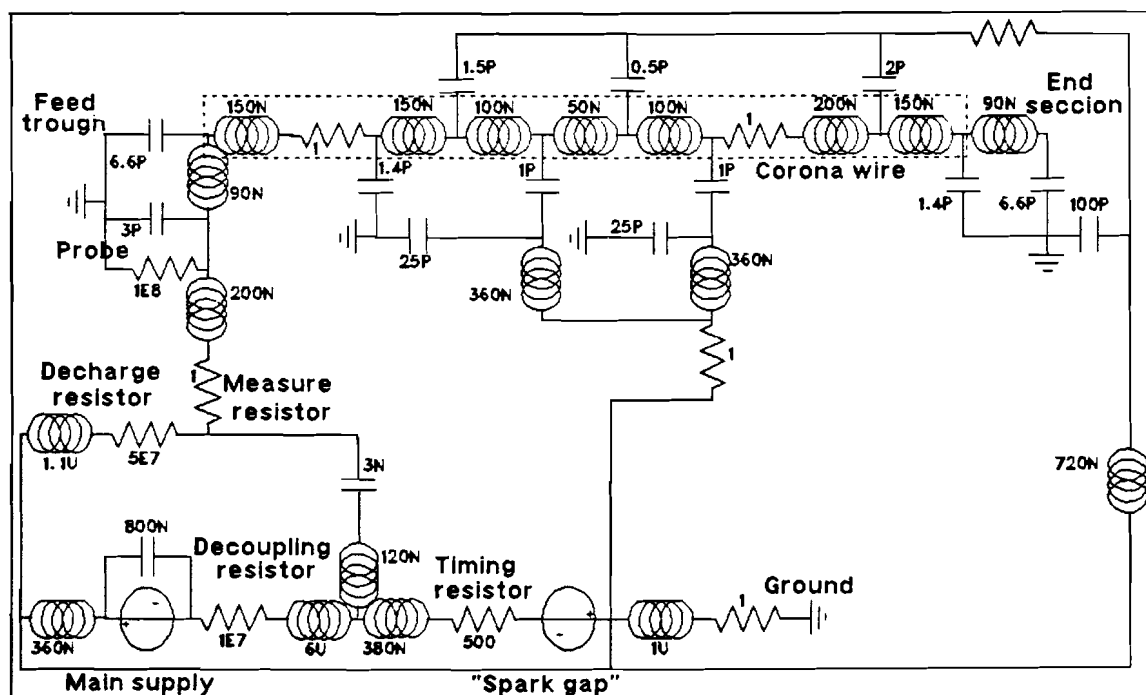 1.5P
0.5P
2P
Feed
trough
150N
150N
100N
50N
100N
1
200N
150N
90N
End
seccion
6.6P
1
1.4P
1P
1P
Corona wire
1.4P
6.6P
100P
90N
3P
Probe
25P
25P
1E8
200N
360N
360N
1
Decharge
resistor
1
Measure
resistor
1.1U
5E7
3N
720N
800N
Decoupling
resistor
120N
Timing
resistor
Ground
1
360N
1E7
6U
380N
500
1U
Main supply
"Spark gap"